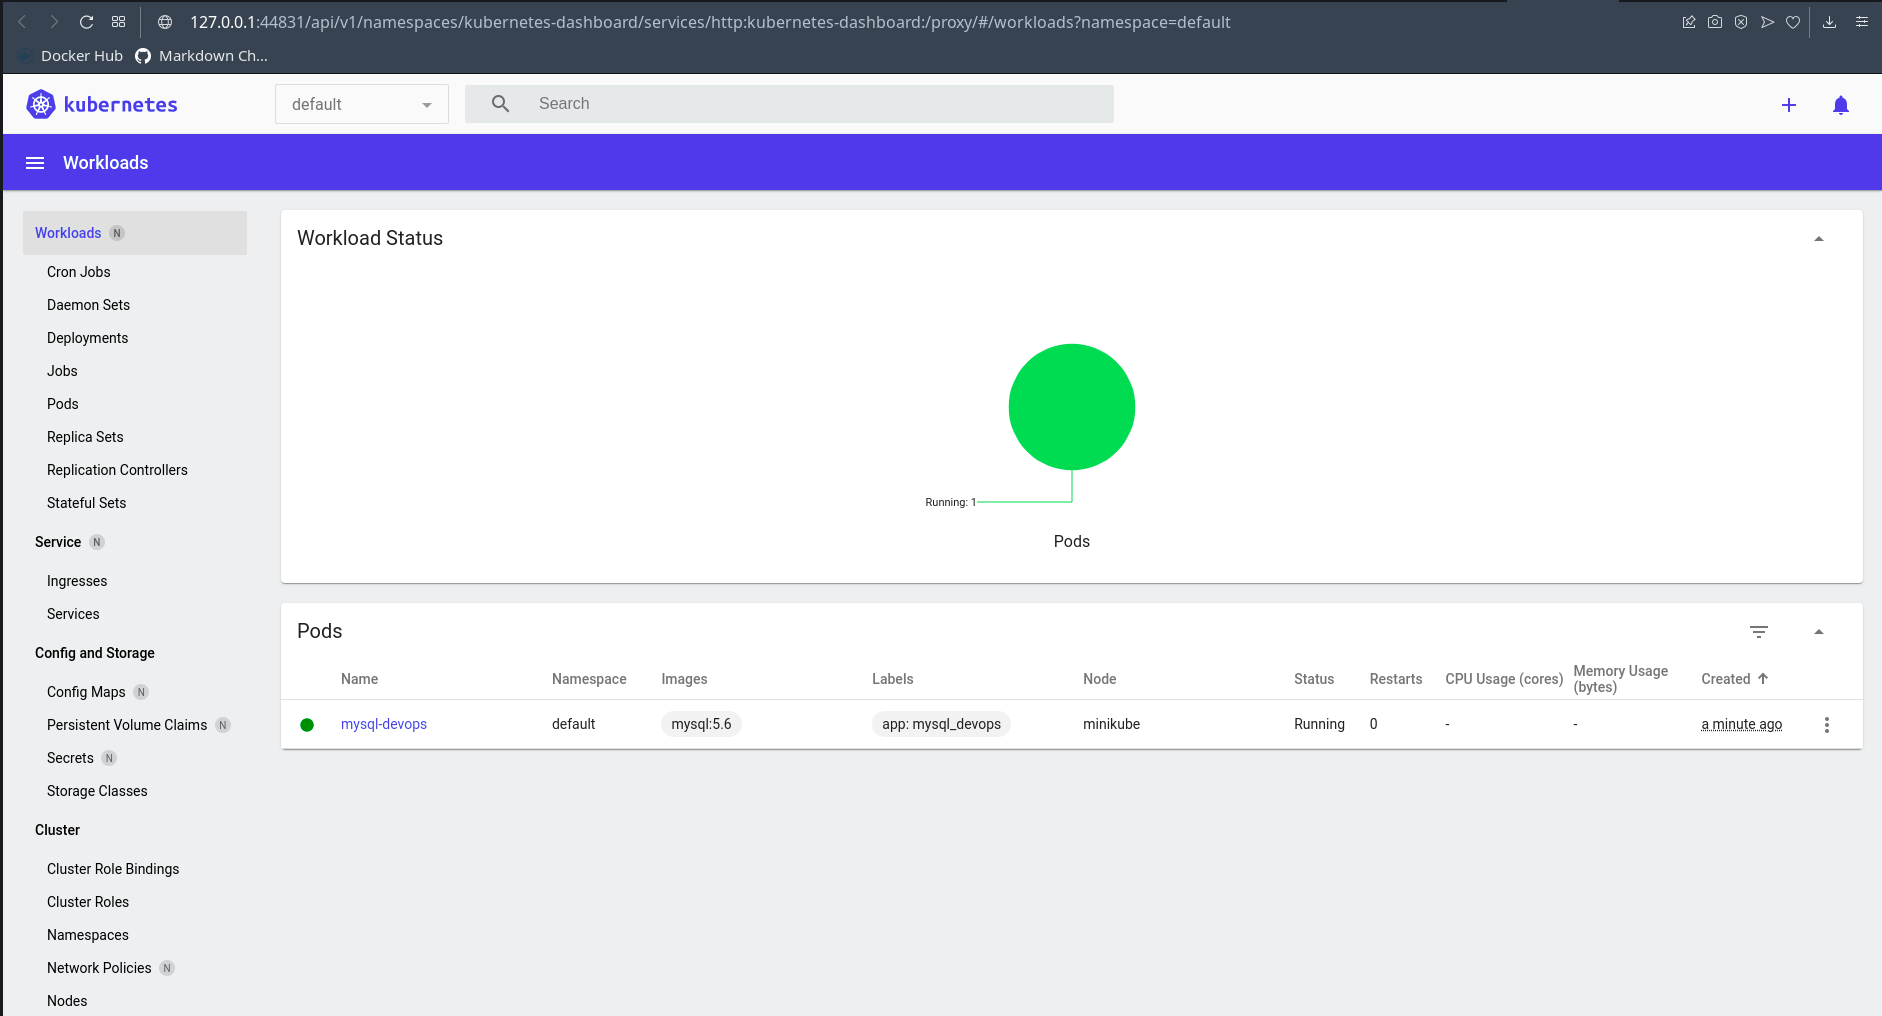 127.0.0.1:44831/api/v1/namespaces/kubernetes-dashboard/services/http:kubernetes-dashboard:/proxy/#/workloads?namespace=default
Docker Hub Markdown Ch...
kubernetes default Search
Workloads
Workloads N
Cron Jobs
Daemon Sets
Deployments
Jobs
Pods
Replica Sets
Replication Controllers
Stateful Sets
Service N
Ingresses
Services
Config and Storage
Config Maps N
Persistent Volume Claims N
Secrets N
Storage Classes
Cluster
Cluster Role Bindings
Cluster Roles
Namespaces
Network Policies N
Nodes
Workload Status
Running: 1
Pods
Pods
Name Namespace Images Labels Node Status Restarts CPU Usage (cores) Memory Usage (bytes) Created
mysql-devops default mysql:5.6 app: mysql_devops minikube Running 0 - - a minute ago